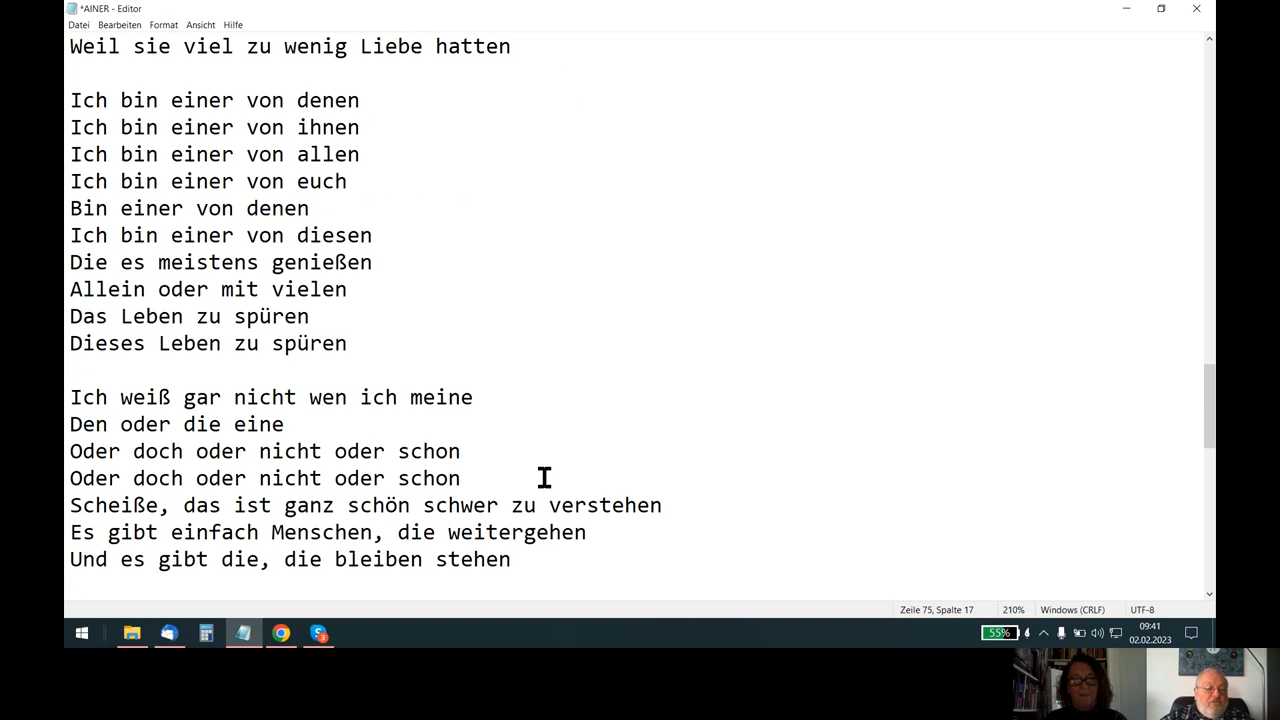 *AINER - Editor
Datei Bearbeiten Format Ansicht Hilfe
Weil sie viel zu wenig Liebe hatten
Ich bin einer von denen
Ich bin einer von ihnen
Ich bin einer von allen
Ich bin einer von euch
Bin einer von denen
Ich bin einer von diesen
Die es meistens genießen
Allein oder mit vielen
Das Leben zu spüren
Dieses Leben zu spüren
Ich weiß gar nicht wen ich meine
Den oder die eine
Oder doch oder nicht oder schon
Oder doch oder nicht oder schon
Scheiße, das ist ganz schön schwer zu verstehen
Es gibt einfach Menschen, die weitergehen
Und es gibt die, die bleiben stehen
Zeile 75, Spalte 17 210% Windows (CRLF) UTF-8
3 55% 09:41
02.02.2023